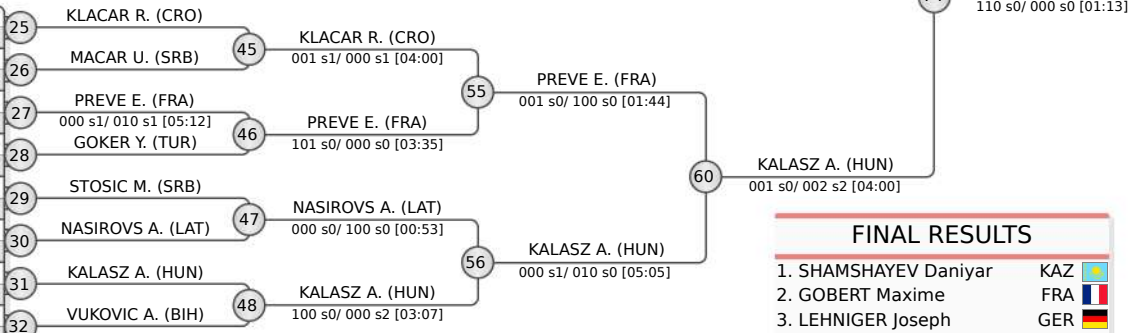 110 s0/ 000 s0 [01:13]
25
KLACAR R. (CRO)
26
MACAR U. (SRB)
45
KLACAR R. (CRO)
001 s1/ 000 s1 [04:00]
27
PREVE E. (FRA)
000 s1/ 010 s1 [05:12]
28
GOKER Y. (TUR)
46
PREVE E. (FRA)
101 s0/ 000 s0 [03:35]
55
PREVE E. (FRA)
001 s0/ 100 s0 [01:44]
29
STOSIC M. (SRB)
30
NASIROVS A. (LAT)
47
NASIROVS A. (LAT)
000 s0/ 100 s0 [00:53]
31
KALASZ A. (HUN)
32
VUKOVIC A. (BIH)
48
KALASZ A. (HUN)
100 s0/ 000 s2 [03:07]
56
KALASZ A. (HUN)
000 s1/ 010 s0 [05:05]
60
KALASZ A. (HUN)
001 s0/ 002 s2 [04:00]
FINAL RESULTS
1. SHAMSHAYEV Daniyar KAZ
2. GOBERT Maxime FRA
3. LEHNIGER Joseph GER